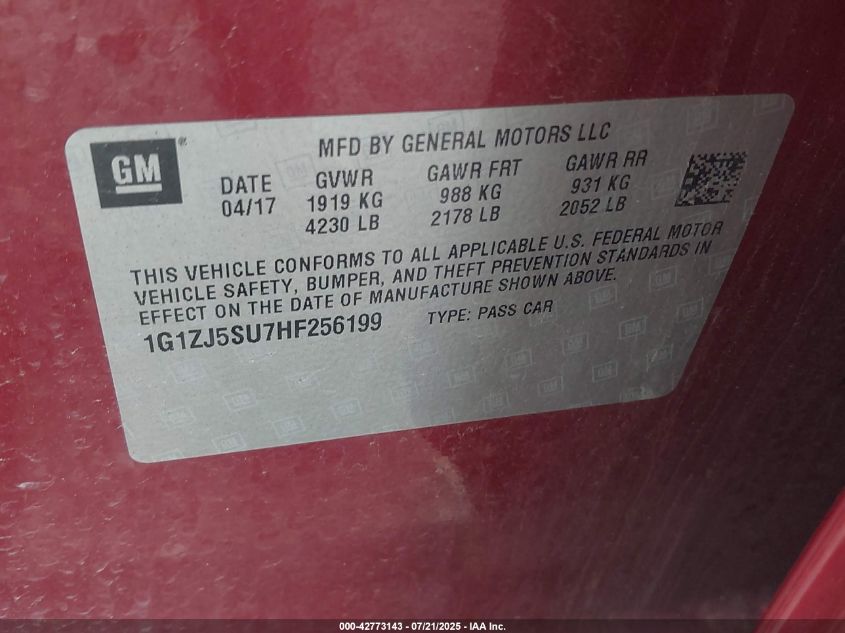 GM
MFD BY GENERAL MOTORS LLC
DATE GVWR GAWR FRT GAWR RR
04/17 1919 KG 988 KG 931 KG
4230 LB 2178 LB 2052 LB
THIS VEHICLE CONFORMS TO ALL APPLICABLE U.S. FEDERAL MOTOR
VEHICLE SAFETY, BUMPER, AND THEFT PREVENTION STANDARDS IN
EFFECT ON THE DATE OF MANUFACTURE SHOWN ABOVE.
1G1ZJ5SU7HF256199 TYPE: PASS CAR
000-42773143 - 07/21/2025 - IAA Inc.